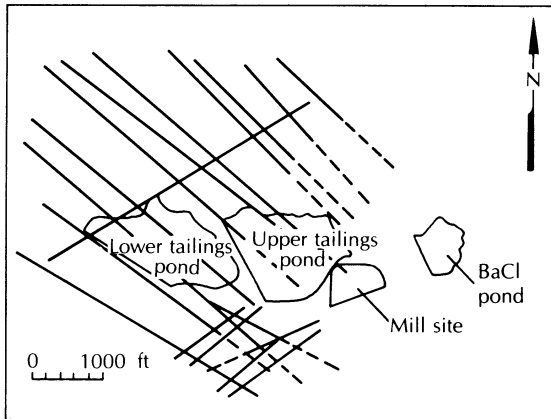 N
Lower tailings
pond
Upper tailings
pond
BaCl
pond
Mill site
0 1000 ft